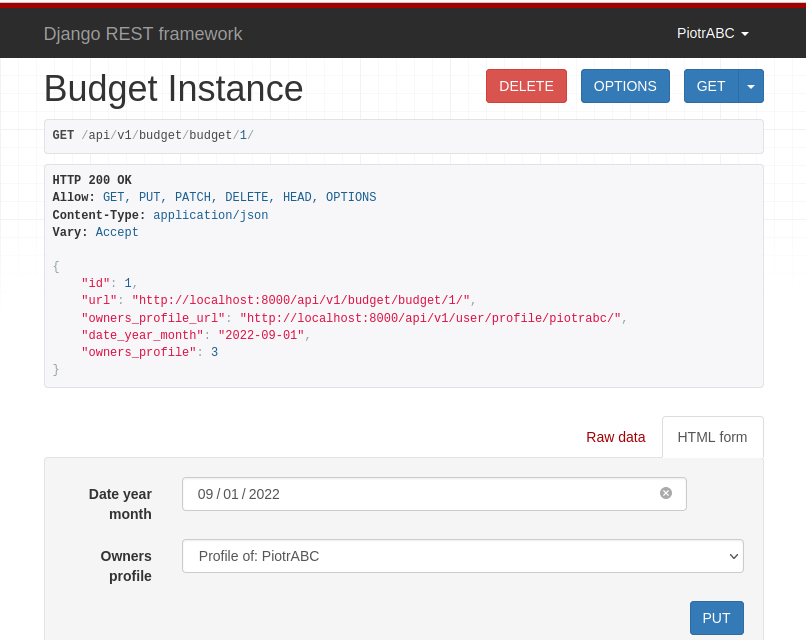 Django REST framework
PiotrABC
Budget Instance
DELETE
OPTIONS
GET
GET /api/v1/budget/budget/1/
HTTP 200 OK
Allow: GET, PUT, PATCH, DELETE, HEAD, OPTIONS
Content-Type: application/json
Vary: Accept
{
"id": 1,
"url": "http://localhost:8000/api/v1/budget/budget/1/",
"owners_profile_url": "http://localhost:8000/api/v1/user/profile/piotrabc/",
"date_year_month": "2022-09-01",
"owners_profile": 3
}
Raw data
HTML form
Date year
month
09 / 01 / 2022
Owners
profile
Profile of: PiotrABC
PUT